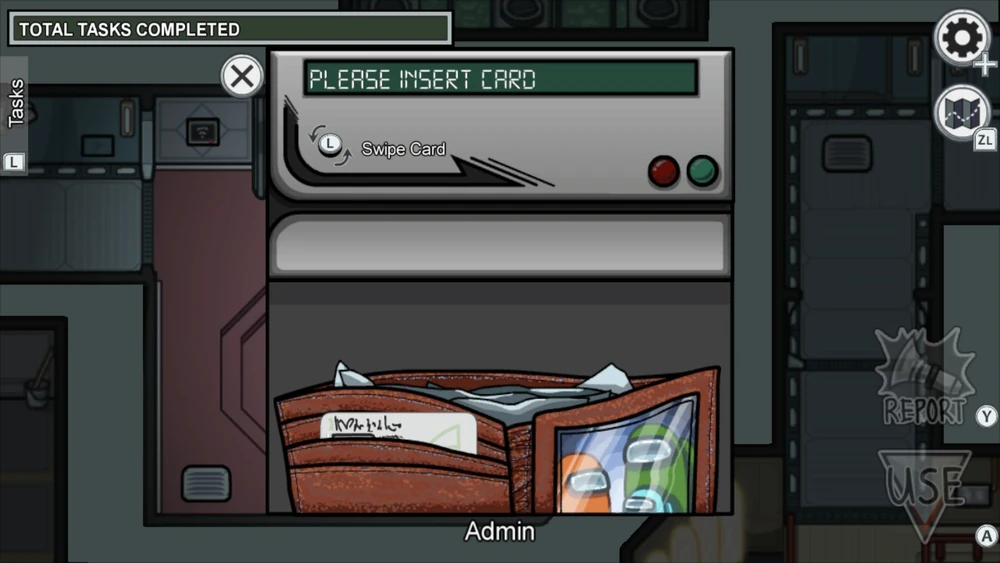 TOTAL TASKS COMPLETED
PLEASE INSERT CARD
Tasks
L
L
Swipe Card
ZL
REPORT
Y
USE
A
Admin